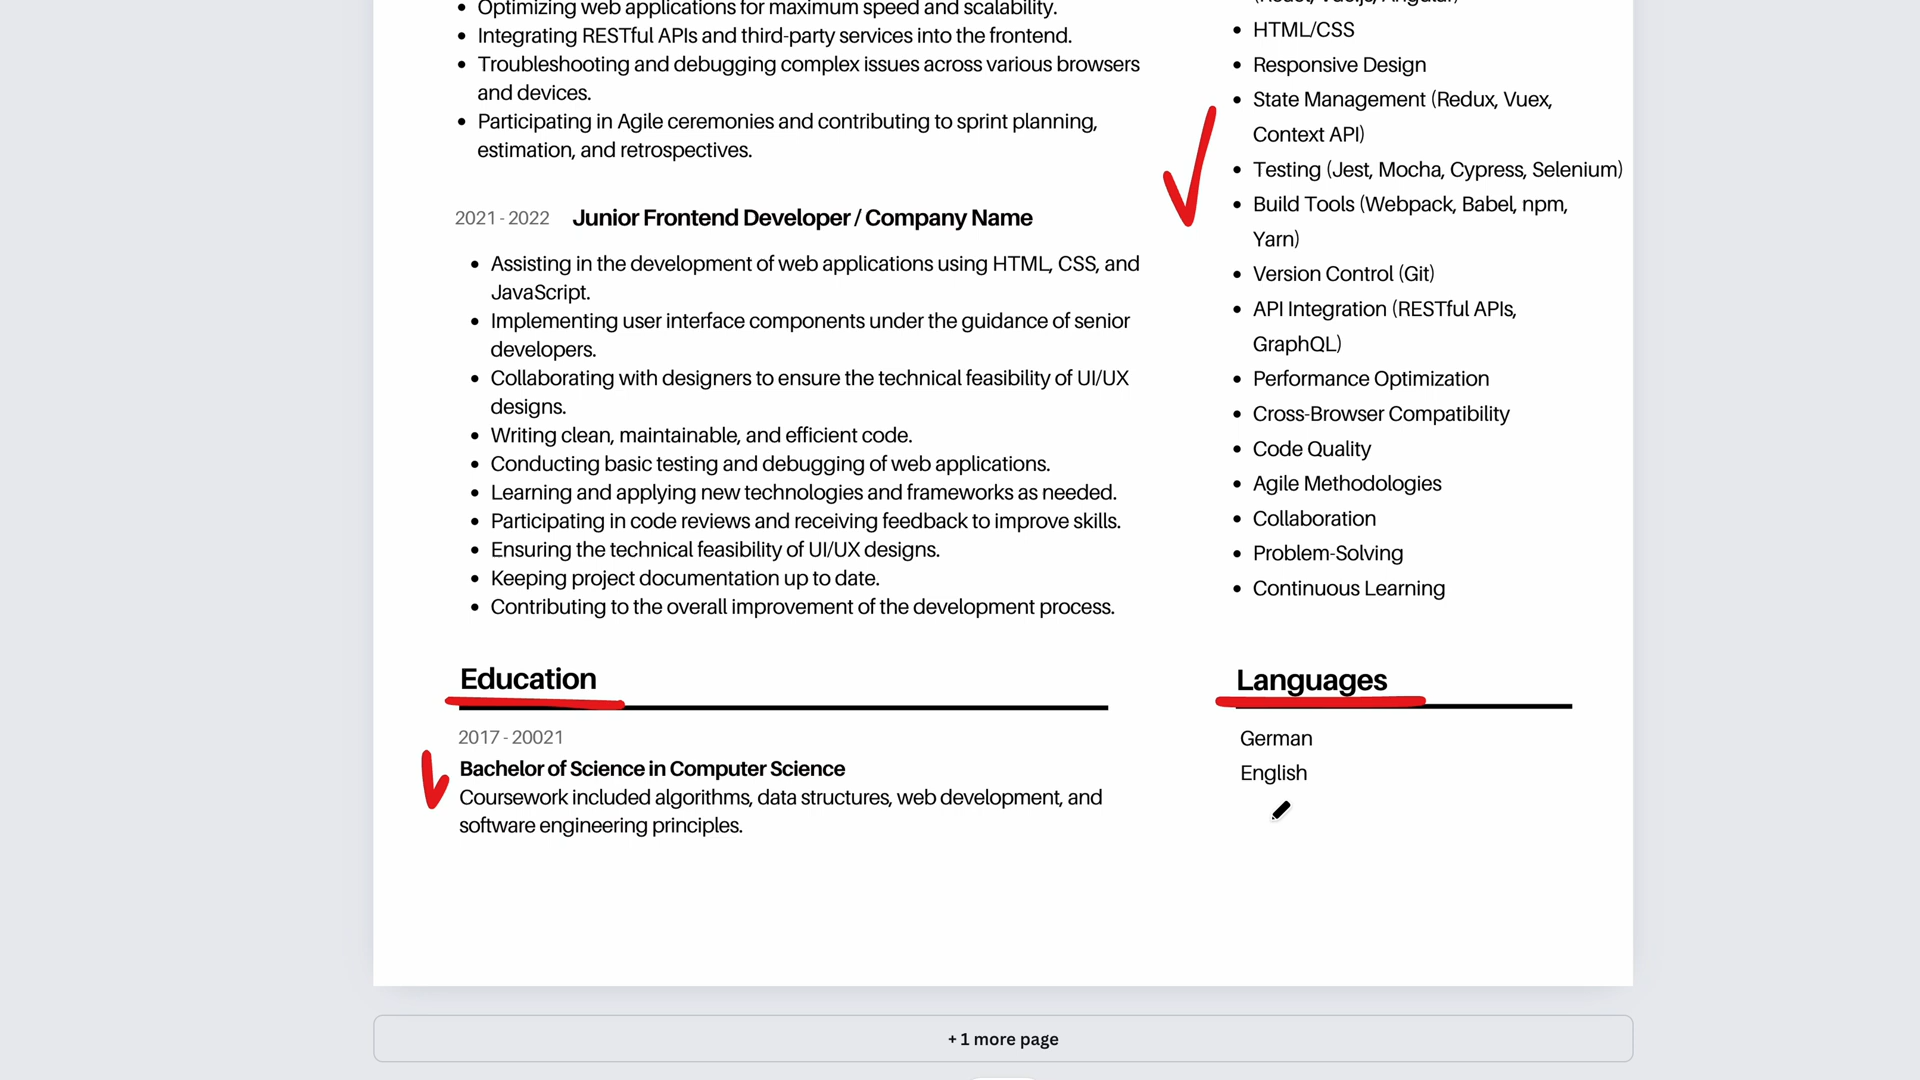 Optimizing web applications for maximum speed and scalability.
Integrating RESTful APIs and third-party services into the frontend.
Troubleshooting and debugging complex issues across various browsers
and devices.
Participating in Agile ceremonies and contributing to sprint planning,
estimation, and retrospectives.
2021 - 2022 Junior Frontend Developer / Company Name
Assisting in the development of web applications using HTML, CSS, and
JavaScript.
Implementing user interface components under the guidance of senior
developers.
Collaborating with designers to ensure the technical feasibility of UI/UX
designs.
Writing clean, maintainable, and efficient code.
Conducting basic testing and debugging of web applications.
Learning and applying new technologies and frameworks as needed.
Participating in code reviews and receiving feedback to improve skills.
Ensuring the technical feasibility of UI/UX designs.
Keeping project documentation up to date.
Contributing to the overall improvement of the development process.
Education
2017 - 20021
Bachelor of Science in Computer Science
Coursework included algorithms, data structures, web development, and
software engineering principles.
(React, Vue.js, Angular)
HTML/CSS
Responsive Design
State Management (Redux, Vuex,
Context API)
Testing (Jest, Mocha, Cypress, Selenium)
Build Tools (Webpack, Babel, npm,
Yarn)
Version Control (Git)
API Integration (RESTful APIs,
GraphQL)
Performance Optimization
Cross-Browser Compatibility
Code Quality
Agile Methodologies
Collaboration
Problem-Solving
Continuous Learning
Languages
German
English
+ 1 more page